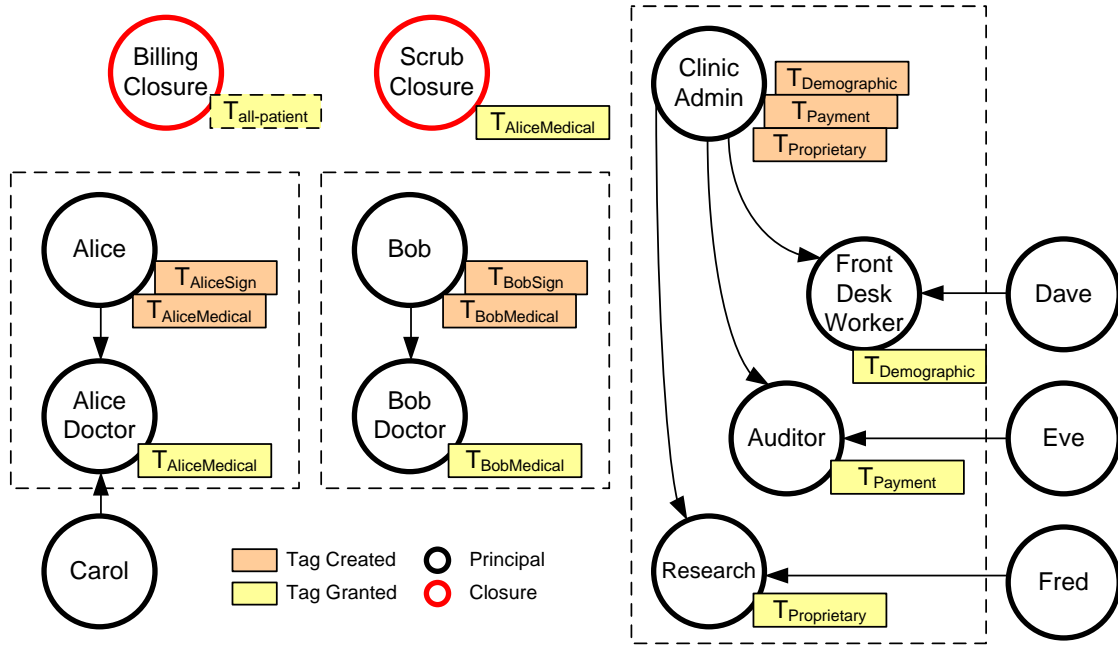 Billing
Closure
T all-patient
Scrub
Closure
T AliceMedical
Clinic
Admin
T Demographic
T Payment
T Proprietary
Alice
T AliceSign
T AliceMedical
Bob
T BobSign
T BobMedical
Front
Desk
Worker
T Demographic
Dave
Alice
Doctor
T AliceMedical
Bob
Doctor
T BobMedical
Auditor
T Payment
Eve
Carol
Tag Created
Tag Granted
Principal
Closure
Research
T Proprietary
Fred